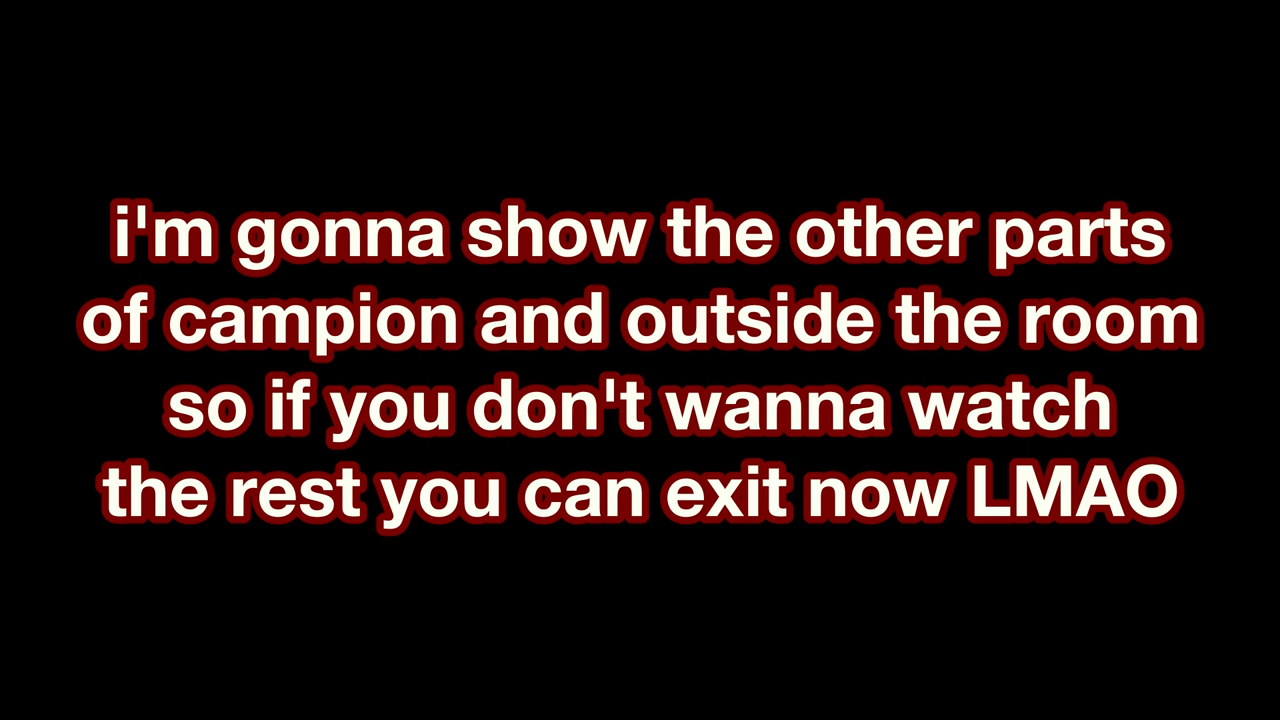 i'm gonna show the other parts
of campion and outside the room
so if you don't wanna watch
the rest you can exit now LMAO